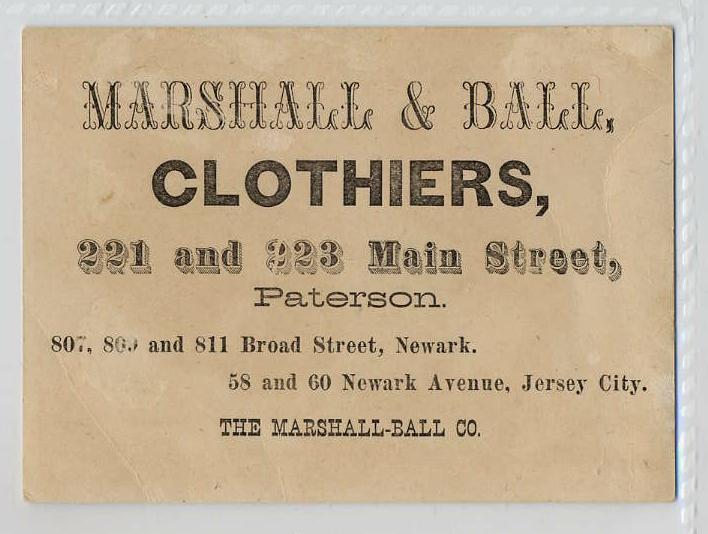 MARSHALL & BALL,
CLOTHIERS,
221 and 223 Main Street,
Paterson.
807, 809 and 811 Broad Street, Newark.
58 and 60 Newark Avenue, Jersey City.
THE MARSHALL-BALL CO.